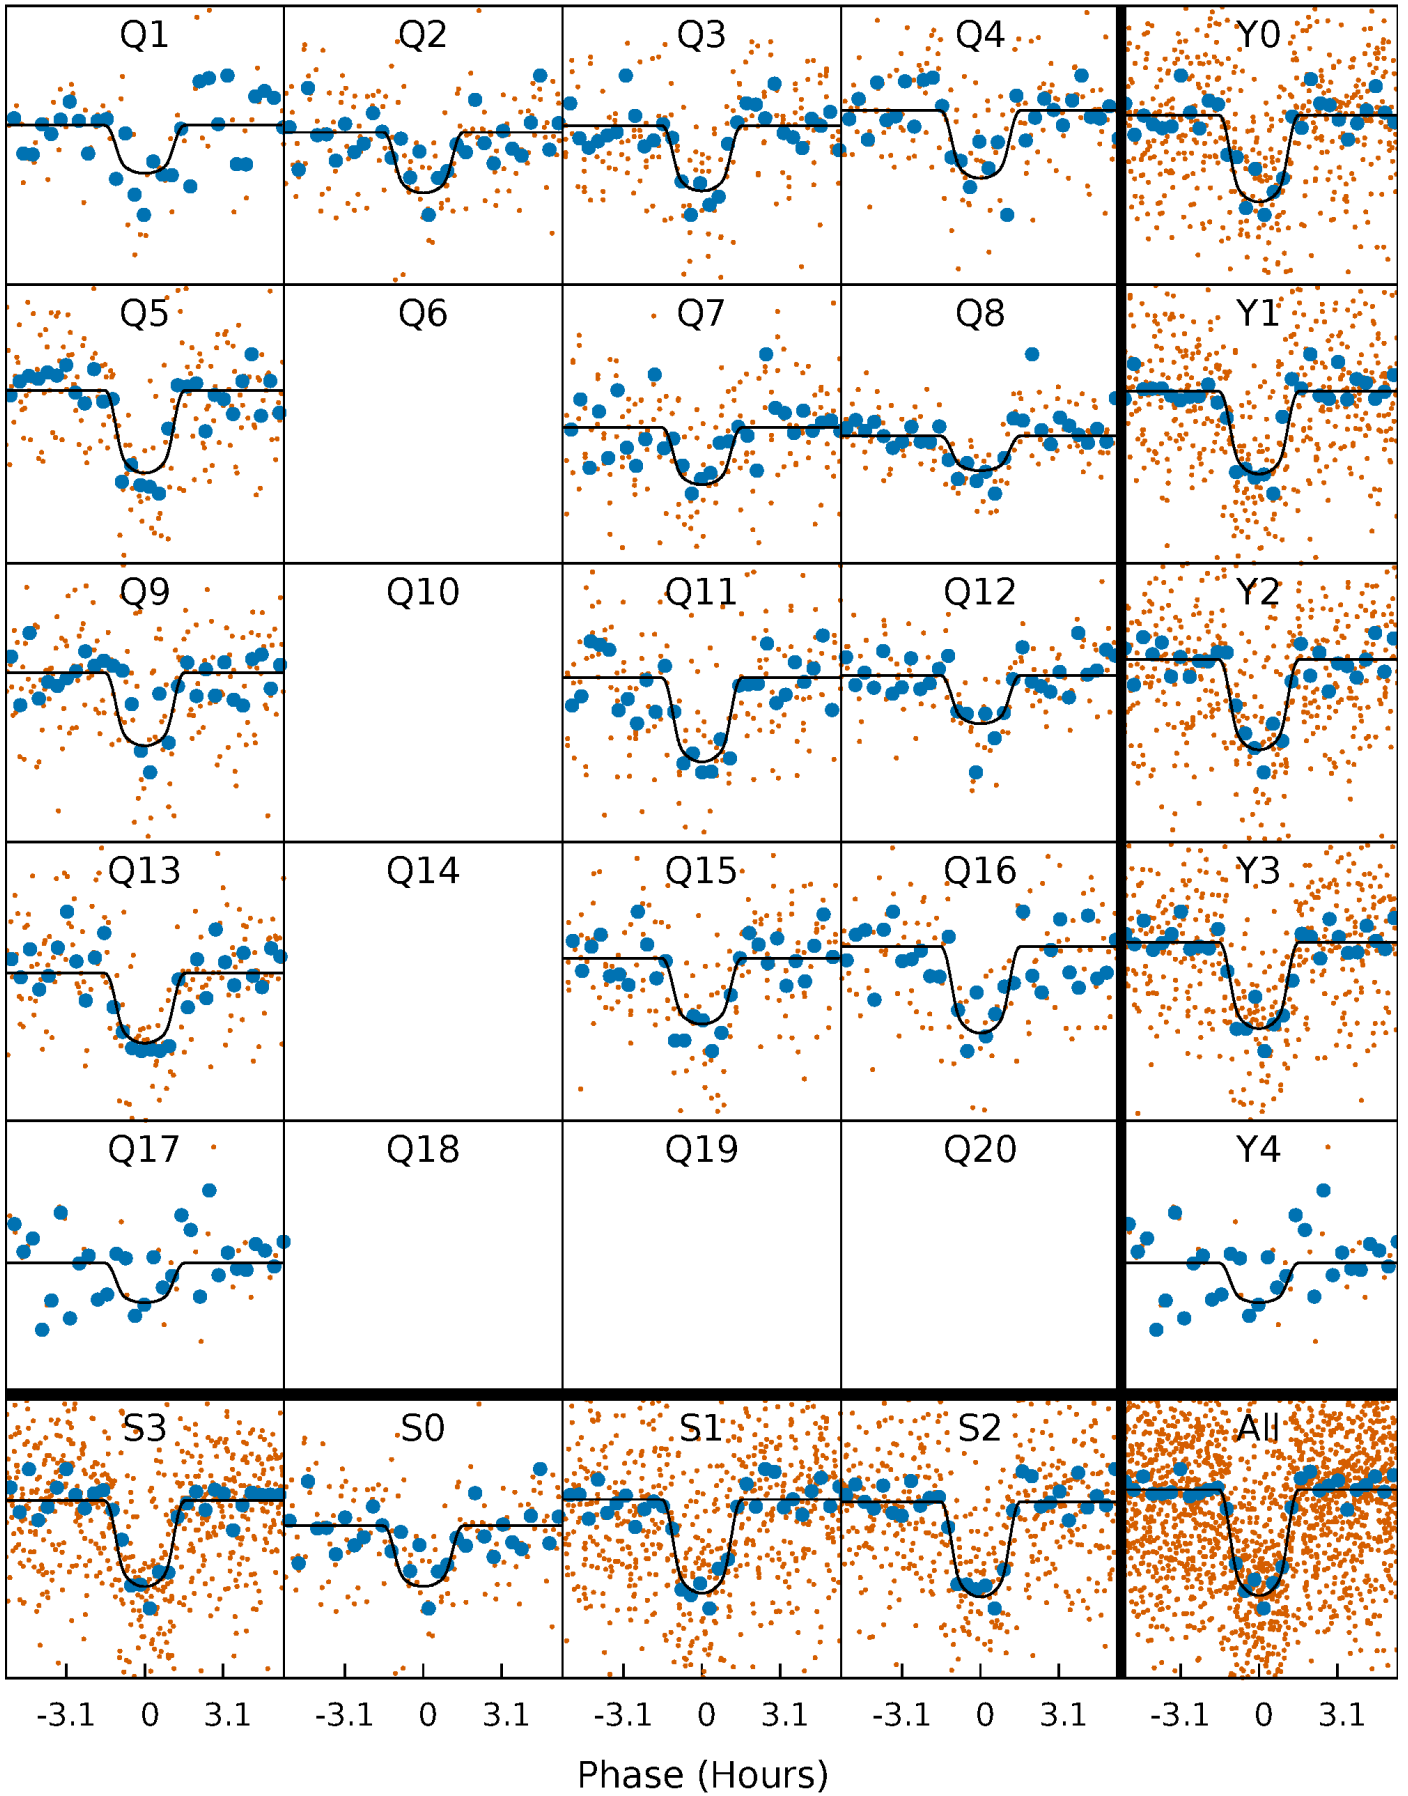 Q1 Q2 Q3 Q4 Y0
Q5 Q6 Q7 Q8 Y1
Q9 Q10 Q11 Q12 Y2
Q13 Q14 Q15 Q16 Y3
Q17 Q18 Q19 Q20 Y4
S3 S0 S1 S2 All
-3.1 0 3.1 -3.1 0 3.1 -3.1 0 3.1 -3.1 0 3.1 -3.1 0 3.1
Phase (Hours)